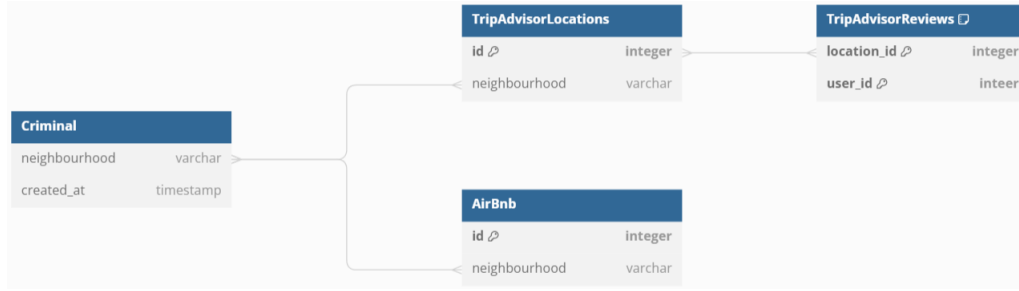 TripAdvisorLocations
id integer
neighbourhood varchar
TripAdvisorReviews
location_id integer
user_id inteer
Criminal
neighbourhood varchar
created_at timestamp
AirBnb
id integer
neighbourhood varchar